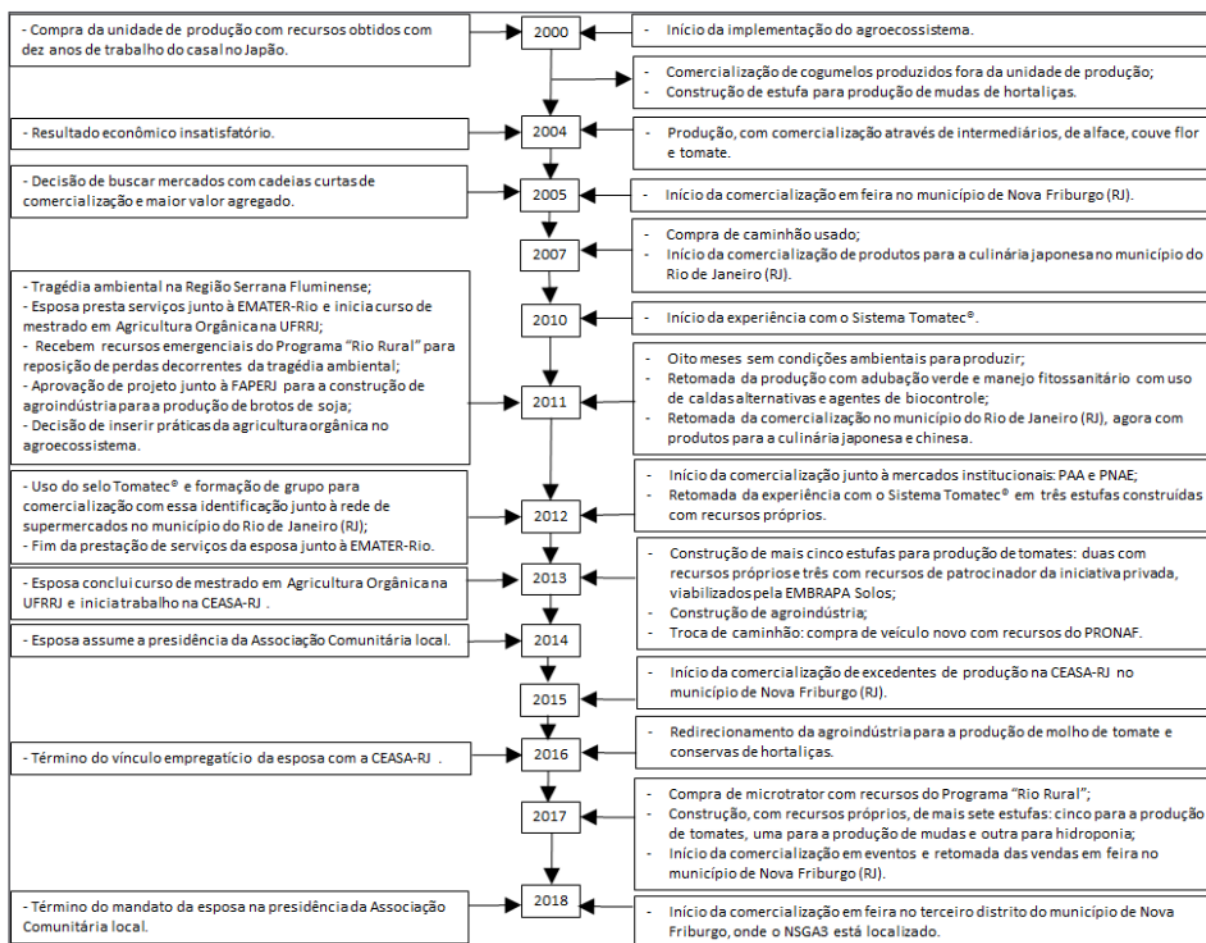 - Compra da unidade de produção com recursos obtidos com
dez anos de trabalho do casal no Japão.
2000
- Início da implementação do agroecossistema.
- Comercialização de cogumelos produzidos fora da unidade de produção;
- Construção de estufa para produção de mudas de hortaliças.
- Resultado econômico insatisfatório.
2004
- Produção, com comercialização através de intermediários, de alface, couve flor
e tomate.
- Decisão de buscar mercados com cadeias curtas de
comercialização e maior valor agregado.
2005
- Início da comercialização em feira no município de Nova Friburgo (RJ).
2007
- Compra de caminhão usado;
- Início da comercialização de produtos para a culinária japonesa no município do
Rio de Janeiro (RJ).
2010
- Início da experiência com o Sistema Tomatec®.
- Tragédia ambiental na Região Serrana Fluminense;
- Esposa presta serviços junto à EMATER-Rio e inicia curso de
mestrado em Agricultura Orgânica na UFRRJ;
- Recebem recursos emergenciais do Programa “Rio Rural” para
reposição de perdas decorrentes da tragédia ambiental;
- Aprovação de projeto junto à FAPERJ para a construção de
agroindústria para a produção de brotos de soja;
- Decisão de inserir práticas da agricultura orgânica no
agroecossistema.
2011
- Oito meses sem condições ambientais para produzir;
- Retomada da produção com adubação verde e manejo fitossanitário com uso
de caldas alternativas e agentes de biocontrole;
- Retomada da comercialização no município do Rio de Janeiro (RJ), agora com
produtos para a culinária japonesa e chinesa.
- Uso do selo Tomatec® e formação de grupo para
comercialização com essa identificação junto à rede de
supermercados no município do Rio de Janeiro (RJ);
- Fim da prestação de serviços da esposa junto à EMATER-Rio.
2012
- Início da comercialização junto à mercados institucionais: PAA e PNAE;
- Retomada da experiência com o Sistema Tomatec® em três estufas construídas
com recursos próprios.
- Esposa conclui curso de mestrado em Agricultura Orgânica na
UFRRJ e inicia trabalho na CEASA-RJ .
2013
- Construção de mais cinco estufas para produção de tomates: duas com
recursos próprios e três com recursos de patrocinador da iniciativa privada,
viabilizados pela EMBRAPA Solos;
- Construção de agroindústria;
- Troca de caminhão: compra de veículo novo com recursos do PRONAF.
- Esposa assume a presidência da Associação Comunitária local.
2014
2015
- Início da comercialização de excedentes de produção na CEASA-RJ no
município de Nova Friburgo (RJ).
- Término do vínculo empregatício da esposa com a CEASA-RJ .
2016
- Redirecionamento da agroindústria para a produção de molho de tomate e
conservas de hortaliças.
2017
- Compra de microtrator com recursos do Programa “Rio Rural”;
- Construção, com recursos próprios, de mais sete estufas: cinco para a produção
de tomates, uma para a produção de mudas e outra para hidroponia;
- Início da comercialização em eventos e retomada das vendas em feira no
município de Nova Friburgo (RJ).
- Término do mandato da esposa na presidência da Associação
Comunitária local.
2018
- Início da comercialização em feira no terceiro distrito do município de Nova
Friburgo, onde o NSGA3 está localizado.